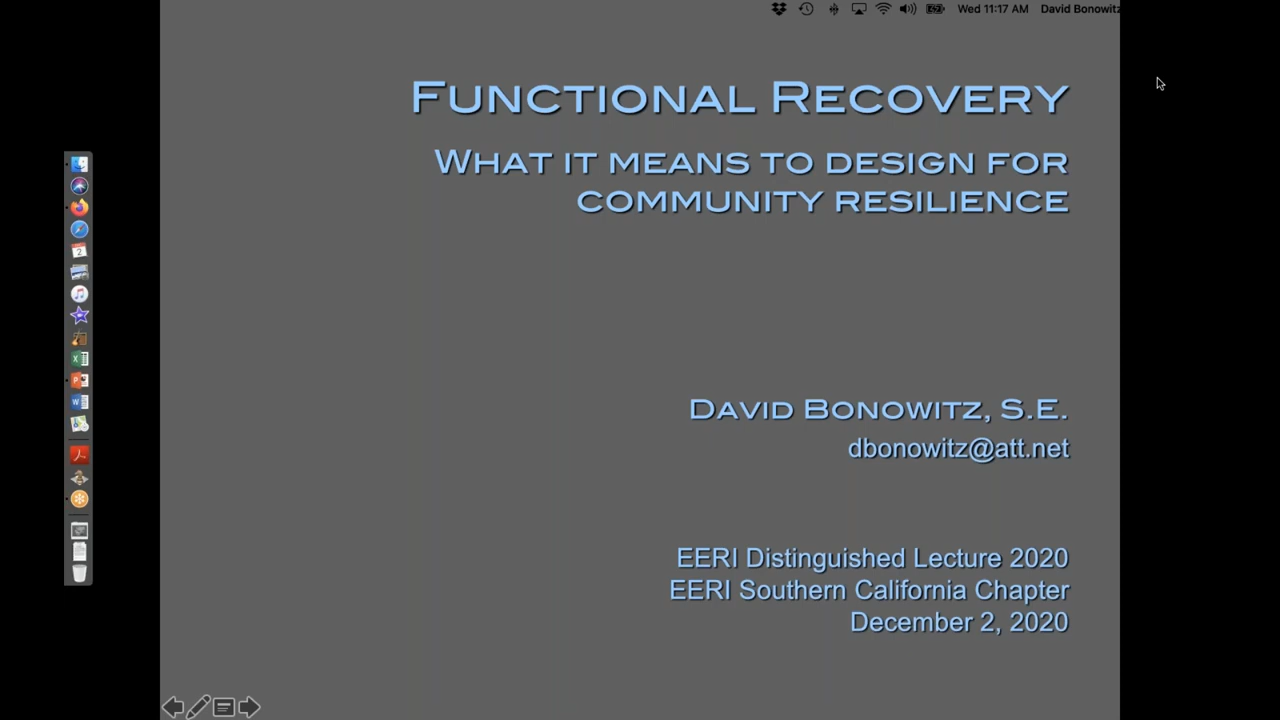 Wed 11:17 AM David Bonowitz
Functional Recovery
What it means to design for
community resilience
David Bonowitz, S.E.
dbonowitz@att.net
EERI Distinguished Lecture 2020
EERI Southern California Chapter
December 2, 2020